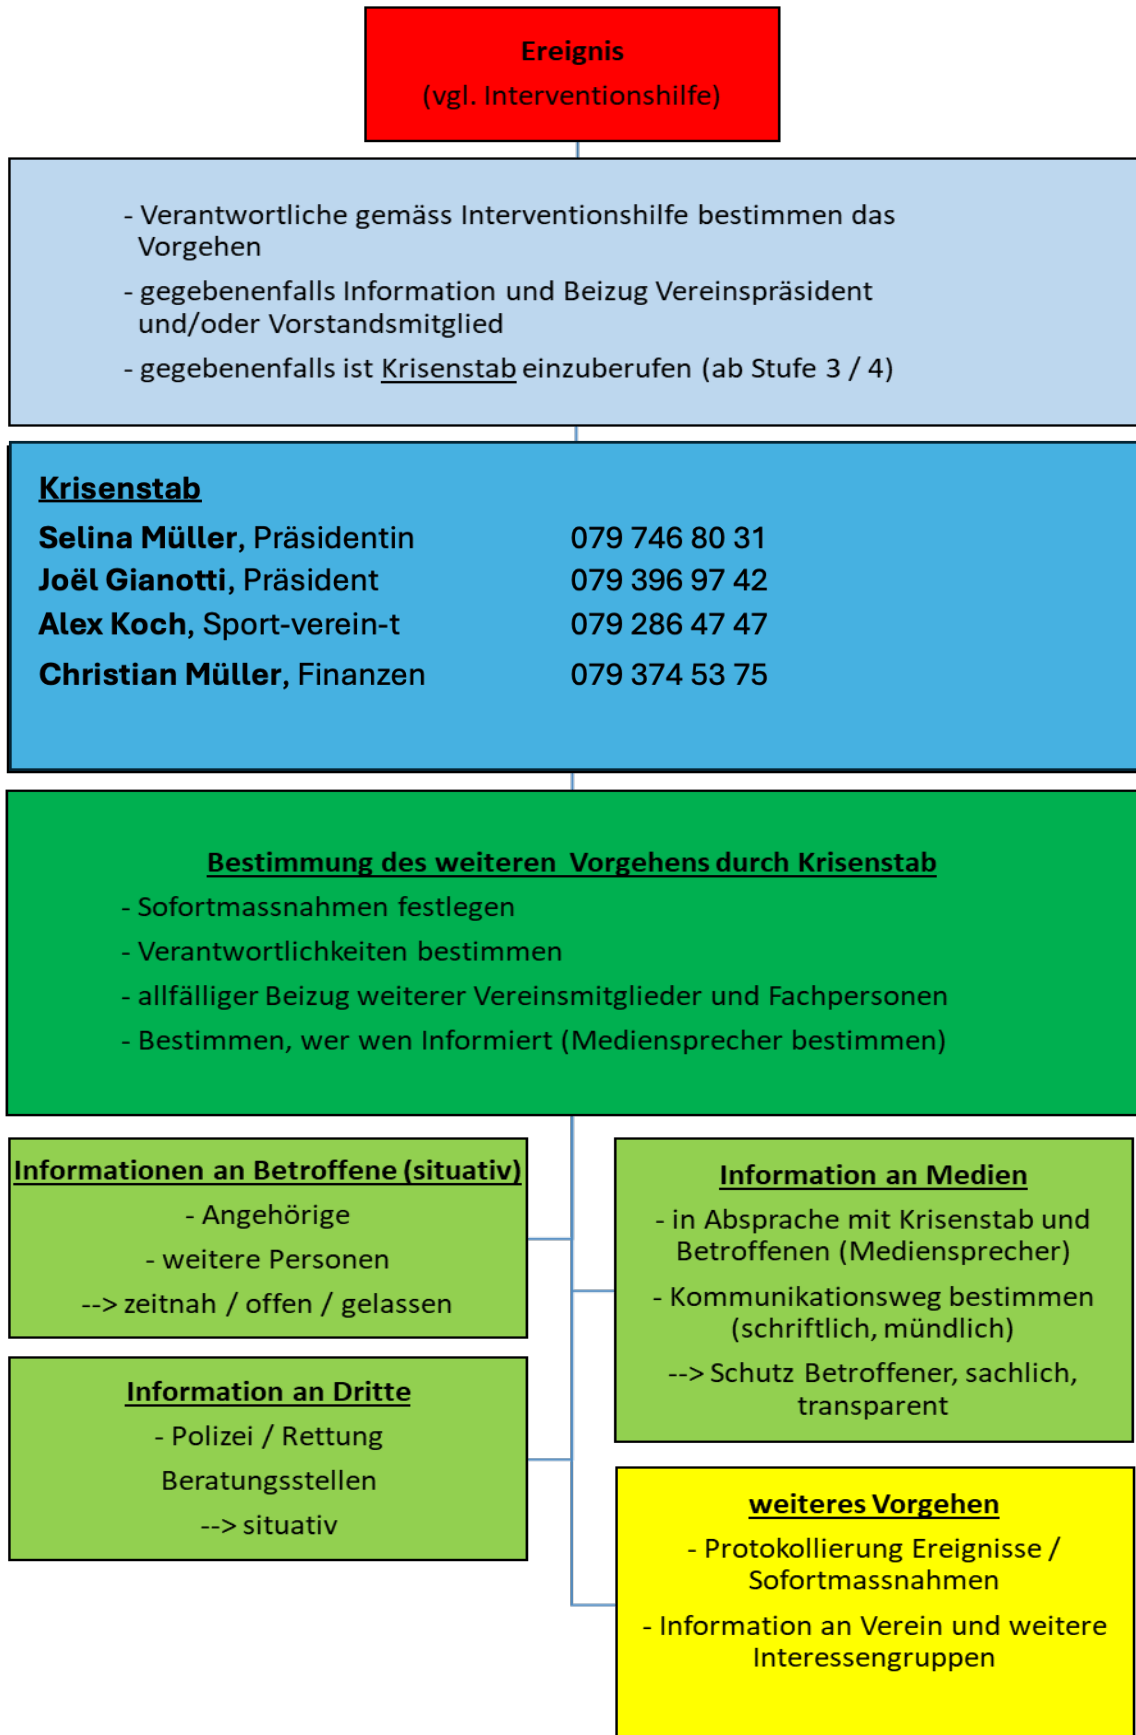 Ereignis
(vgl. Interventionshilfe)
- Verantwortliche gemäss Interventionshilfe bestimmen das
Vorgehen
- gegebenenfalls Information und Beizug Vereinspräsident
und/oder Vorstandsmitglied
- gegebenenfalls ist Krisenstab einzuberufen (ab Stufe 3 / 4)
Krisenstab
Selina Müller, Präsidentin 079 746 80 31
Joël Gianotti, Präsident 079 396 97 42
Alex Koch, Sport-verein-t 079 286 47 47
Christian Müller, Finanzen 079 374 53 75
Bestimmung des weiteren Vorgehens durch Krisenstab
- Sofortmassnahmen festlegen
- Verantwortlichkeiten bestimmen
- allfälliger Beizug weiterer Vereinsmitglieder und Fachpersonen
- Bestimmen, wer wen Informiert (Mediensprecher bestimmen)
Informationen an Betroffene (situativ)
- Angehörige
- weitere Personen
--> zeitnah / offen / gelassen
Information an Medien
- in Absprache mit Krisenstab und
Betroffenen (Mediensprecher)
- Kommunikationsweg bestimmen
(schriftlich, mündlich)
--> Schutz Betroffener, sachlich,
transparent
Information an Dritte
- Polizei / Rettung
Beratungsstellen
--> situativ
weiteres Vorgehen
- Protokollierung Ereignisse /
Sofortmassnahmen
- Information an Verein und weitere
Interessengruppen